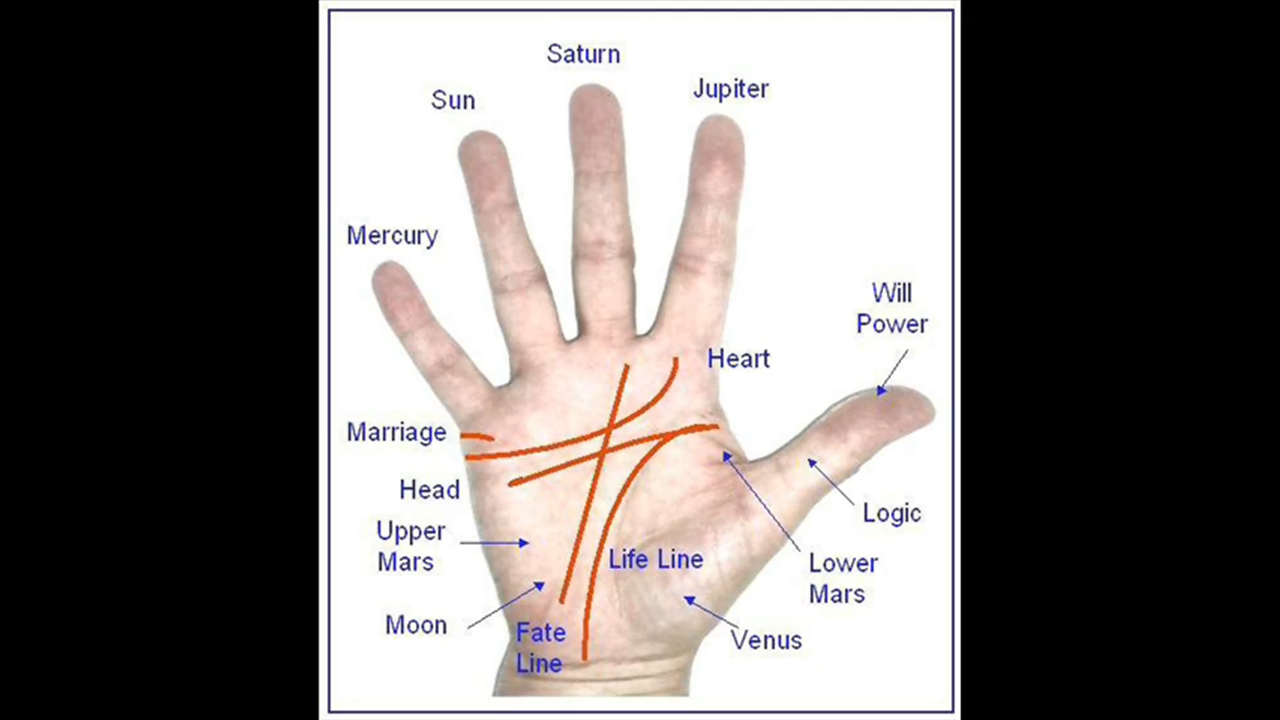 Saturn
Jupiter
Sun
Mercury
Will
Power
Heart
Marriage
Head
Logic
Upper
Mars
Life Line
Lower
Mars
Moon
Fate
Line
Venus